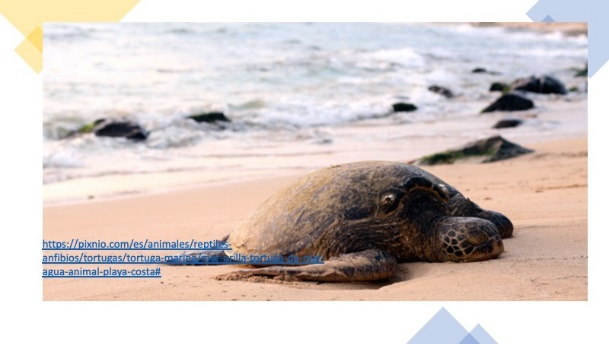 https://pixnio.com/es/animales/reptiles-
anfibios/tortugas/tortuga-marina
agua-animal-playa-costa#